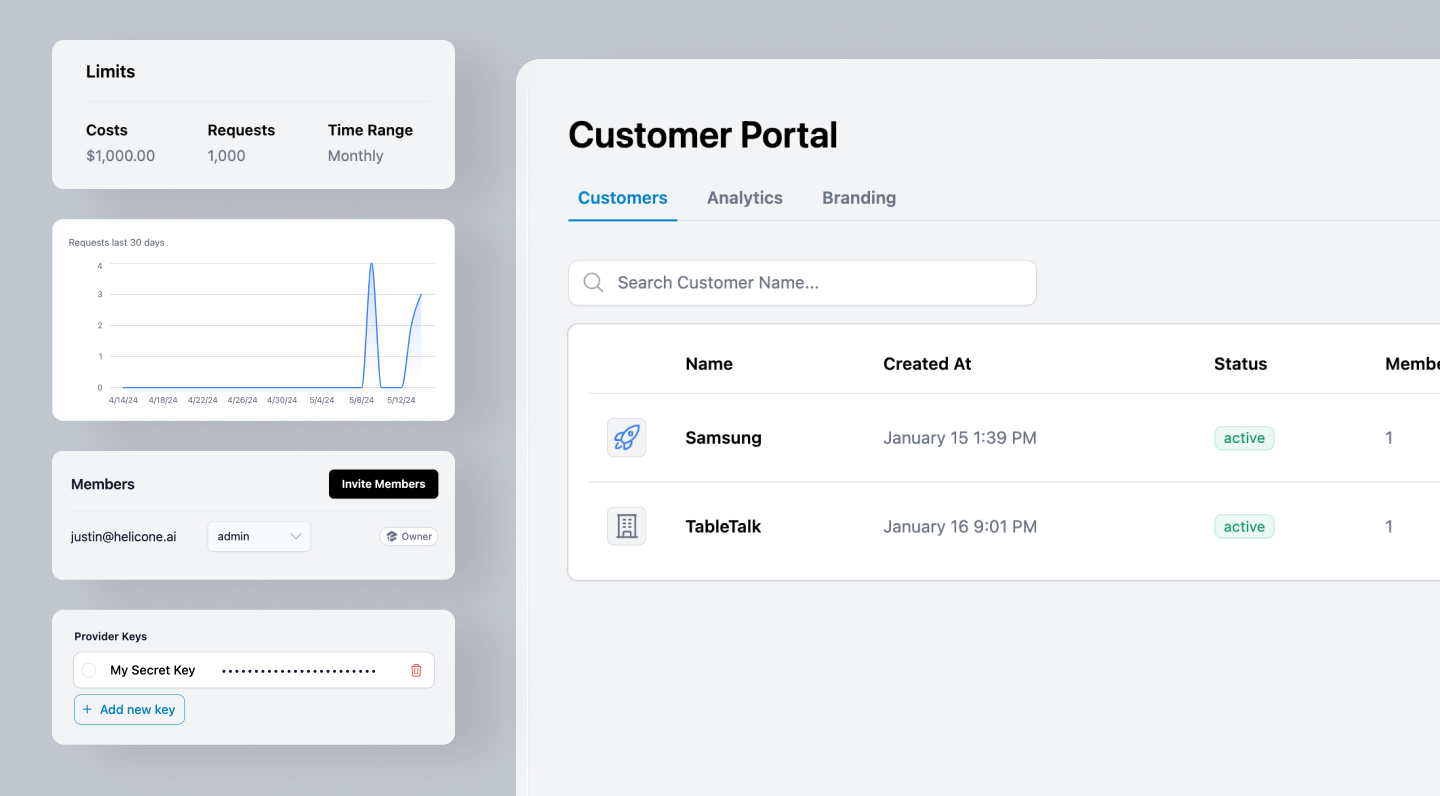 Limits
Costs Requests Time Range
$1,000.00 1,000 Monthly
Requests last 30 days
4
3
2
1
0
4/14/24 4/18/24 4/22/24 4/26/24 4/30/24 5/4/24 5/8/24 5/12/24
Members Invite Members
justin@helicone.ai admin Owner
Provider Keys
My Secret Key ••••••••••••••••••••••••
+ Add new key
Customer Portal
Customers Analytics Branding
Search Customer Name...
Name Created At Status Membe
Samsung January 15 1:39 PM active 1
TableTalk January 16 9:01 PM active 1